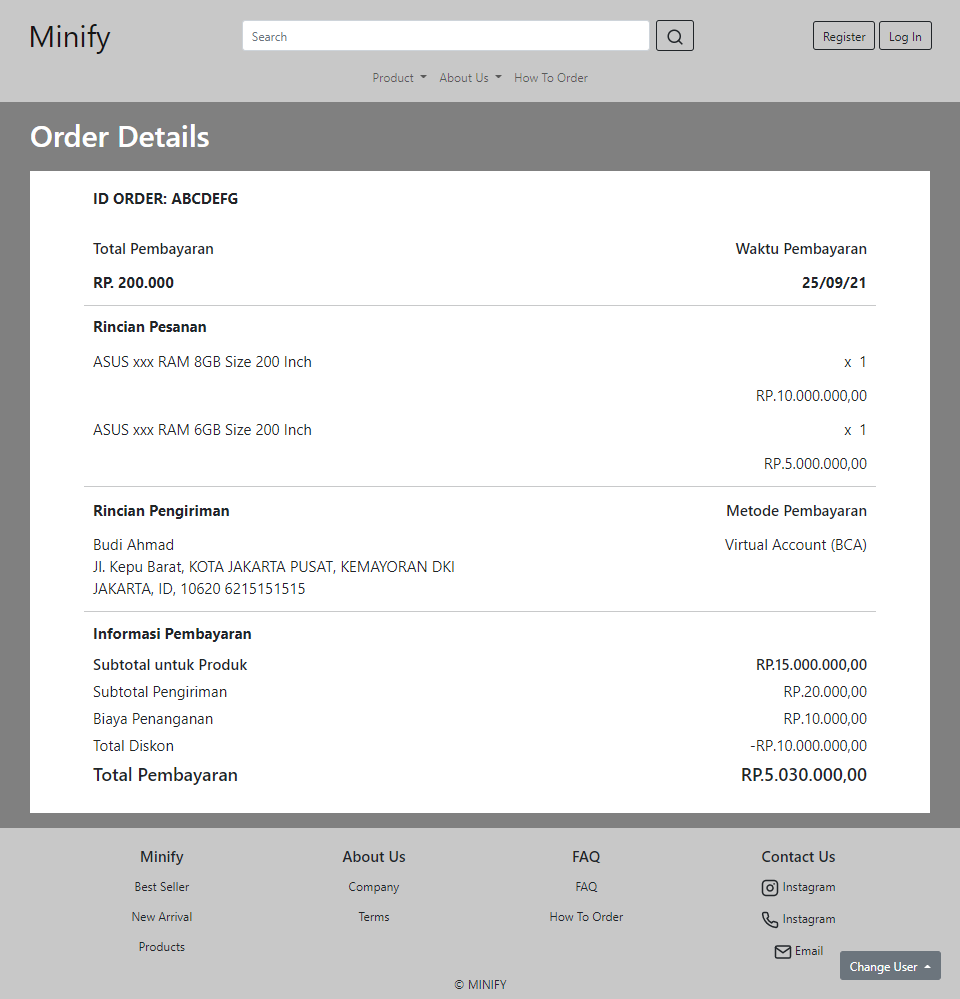 Minify
Search
Register
Log In
Product
About Us
How To Order
Order Details
ID ORDER: ABCDEFG
Total Pembayaran
Waktu Pembayaran
RP. 200.000
25/09/21
Rincian Pesanan
ASUS xxx RAM 8GB Size 200 Inch
x 1
RP.10.000.000,00
ASUS xxx RAM 6GB Size 200 Inch
x 1
RP.5.000.000,00
Rincian Pengiriman
Metode Pembayaran
Budi Ahmad
Virtual Account (BCA)
Jl. Kepu Barat, KOTA JAKARTA PUSAT, KEMAYORAN DKI
JAKARTA, ID, 10620 6215151515
Informasi Pembayaran
Subtotal untuk Produk
RP.15.000.000,00
Subtotal Pengiriman
RP.20.000,00
Biaya Penanganan
RP.10.000,00
Total Diskon
-RP.10.000.000,00
Total Pembayaran
RP.5.030.000,00
Minify
Best Seller
New Arrival
Products
About Us
Company
Terms
FAQ
FAQ
How To Order
Contact Us
Instagram
Instagram
Email
Change User
© MINIFY